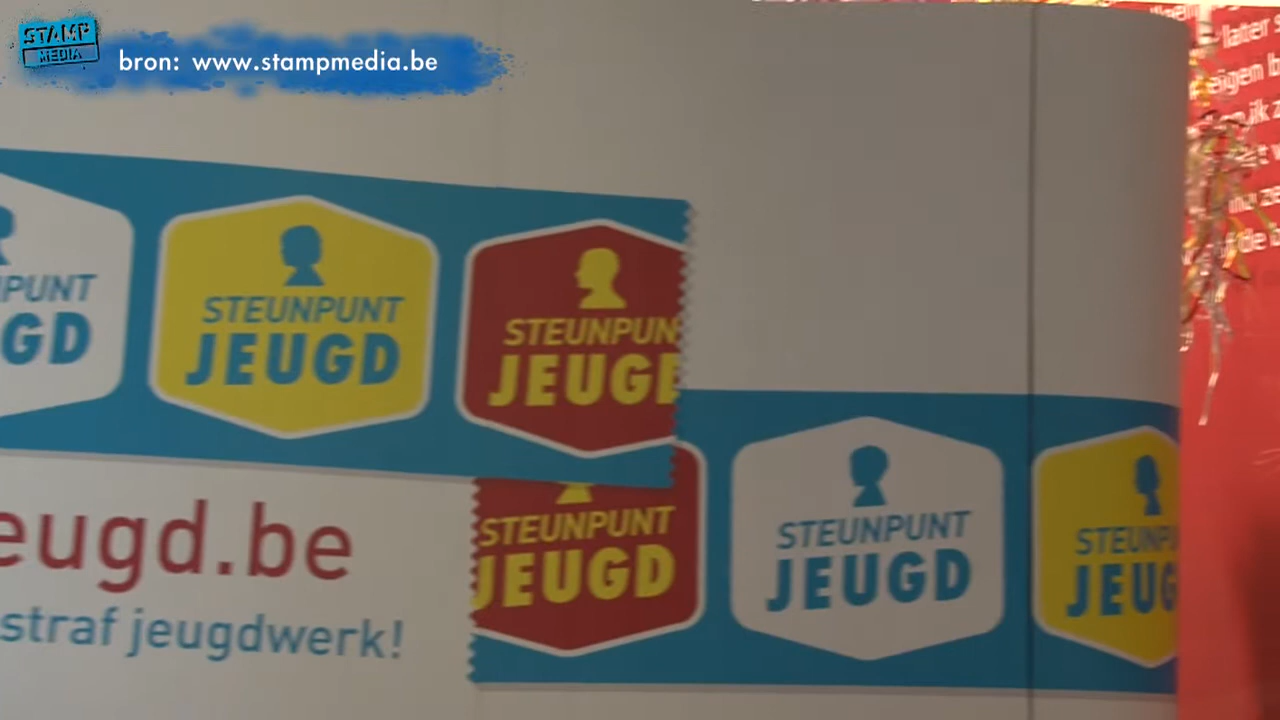 STAMP
MEDIA
bron: www.stampmedia.be
later
eigen
STEUNPUNT
JEUGD
STEUNPUN
JEUG
PUNT
GD
STEUNPUNT
JEUGD
STEUNPUNT
JEUGD
STEUNP
JEUG
eugd.be
straf jeugdwerk!